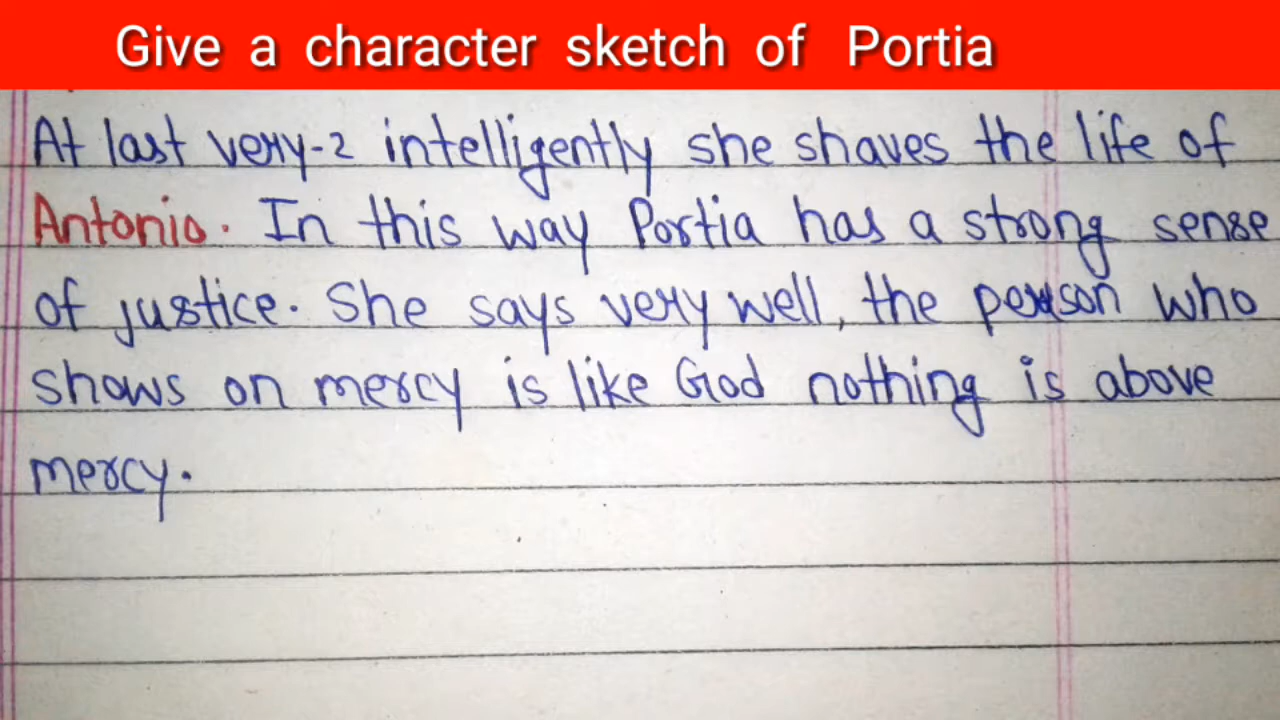 Give a character sketch of Portia
At last very-2 intelligently she shaves the life of
Antonio. In this way Portia has a strong sense
of justice. She says very well, the person who
shows on mercy is like God nothing is above
mercy.